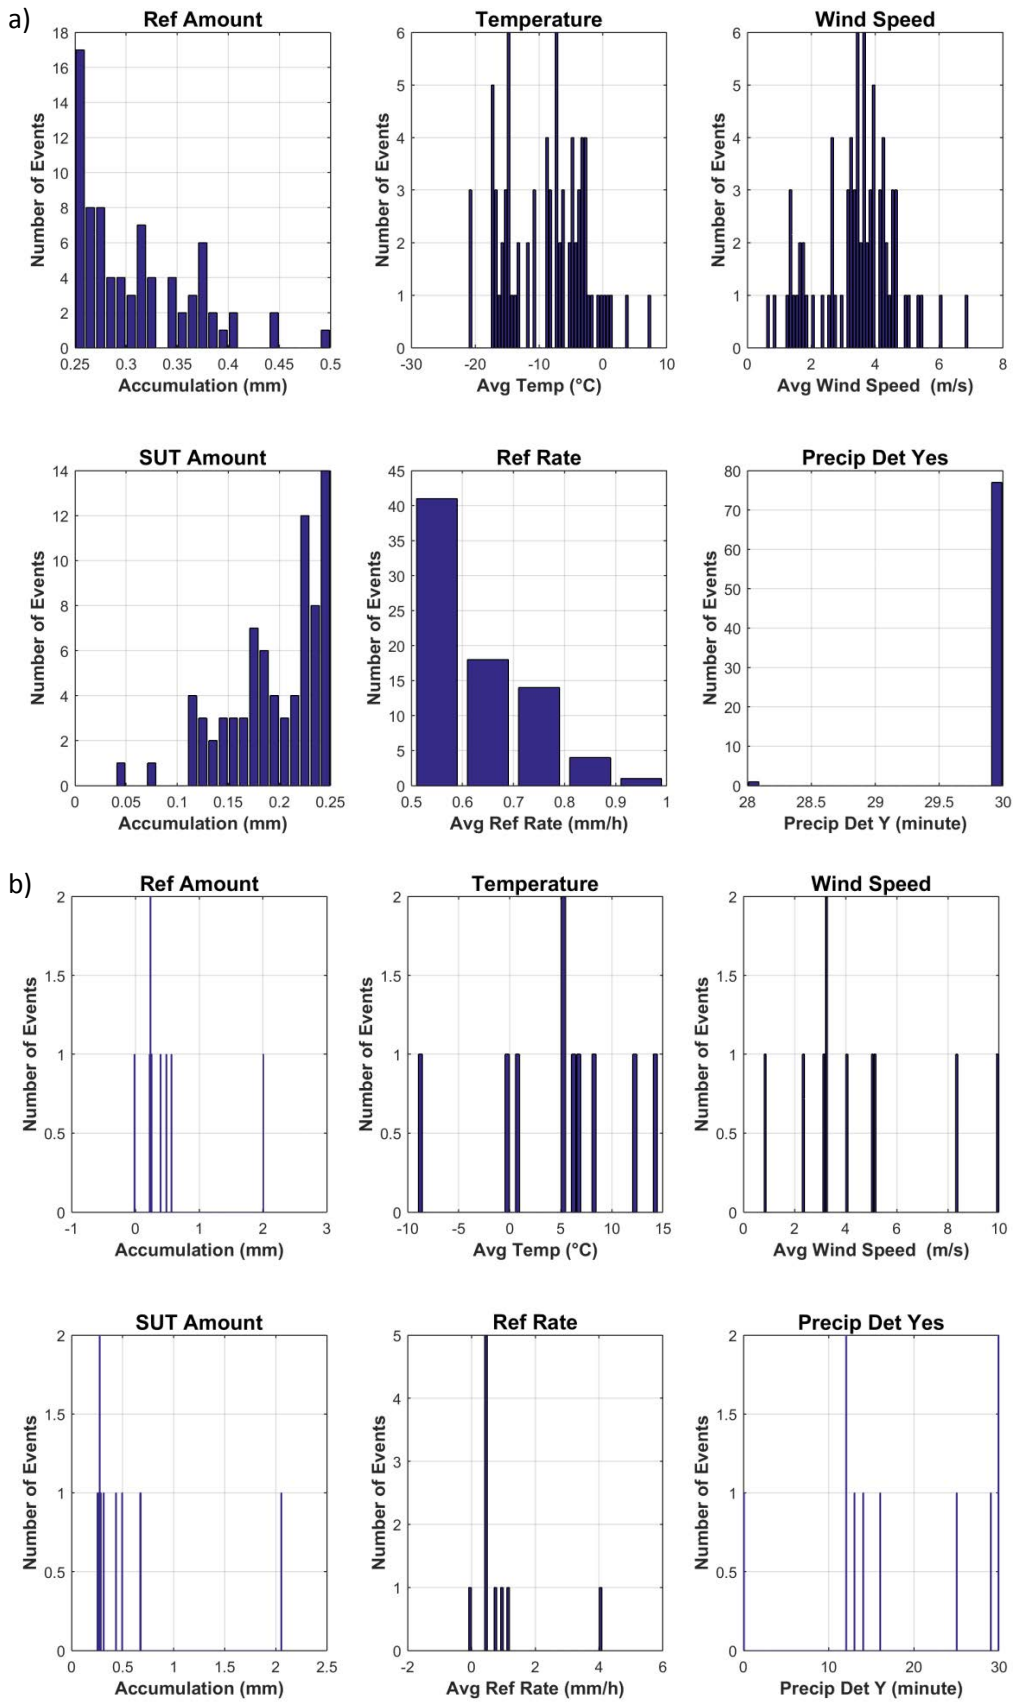 a)
Ref Amount
Number of Events
18
16
14
12
10
8
6
4
2
0
0.25 0.3 0.35 0.4 0.45 0.5
Accumulation (mm)
Temperature
Number of Events
6
5
4
3
2
1
0
-30 -20 -10 0 10
Avg Temp (°C)
Wind Speed
Number of Events
6
5
4
3
2
1
0
0 2 4 6 8
Avg Wind Speed (m/s)
SUT Amount
Number of Events
14
12
10
8
6
4
2
0
0 0.05 0.1 0.15 0.2 0.25
Accumulation (mm)
Ref Rate
Number of Events
45
40
35
30
25
20
15
10
5
0
0.5 0.6 0.7 0.8 0.9 1
Avg Ref Rate (mm/h)
Precip Det Yes
Number of Events
80
70
60
50
40
30
20
10
0
28 28.5 29 29.5 30
Precip Det Y (minute)
b)
Ref Amount
Number of Events
2
1.5
1
0.5
0
-1 0 1 2 3
Accumulation (mm)
Temperature
Number of Events
2
1.5
1
0.5
0
-10 -5 0 5 10 15
Avg Temp (°C)
Wind Speed
Number of Events
2
1.5
1
0.5
0
0 2 4 6 8 10
Avg Wind Speed (m/s)
SUT Amount
Number of Events
2
1.5
1
0.5
0
0 0.5 1 1.5 2 2.5
Accumulation (mm)
Ref Rate
Number of Events
5
4
3
2
1
0
-2 0 2 4 6
Avg Ref Rate (mm/h)
Precip Det Yes
Number of Events
2
1.5
1
0.5
0
0 10 20 30
Precip Det Y (minute)